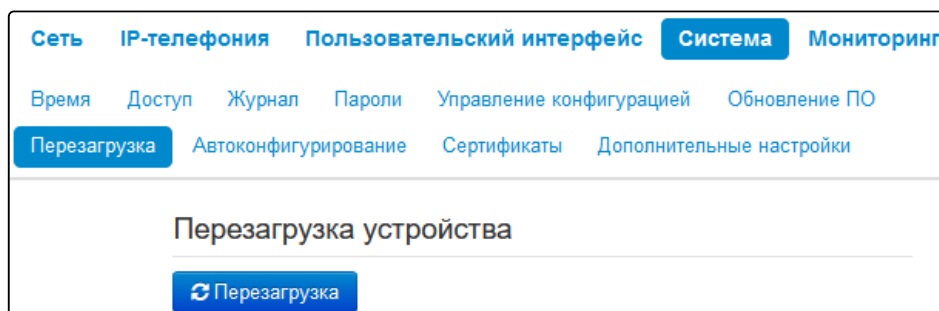 Сеть IP-телефония Пользовательский интерфейс Система Мониторинг
Время Доступ Журнал Пароли Управление конфигурацией Обновление ПО
Перезагрузка Автоконфигурирование Сертификаты Дополнительные настройки
Перезагрузка устройства
Перезагрузка